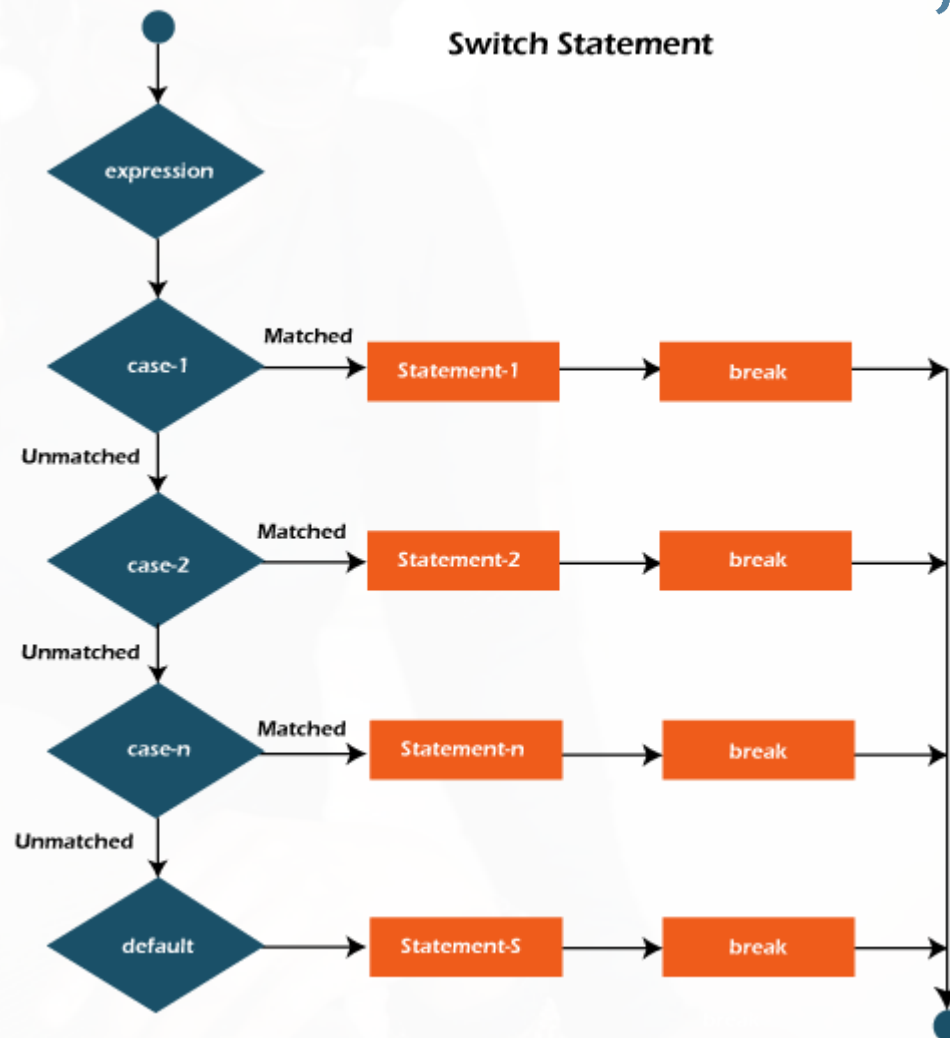 Switch Statement
expression
Matched
case-1
Statement-1
break
Unmatched
Matched
case-2
Statement-2
break
Unmatched
Matched
case-n
Statement-n
break
Unmatched
default
Statement-S
break